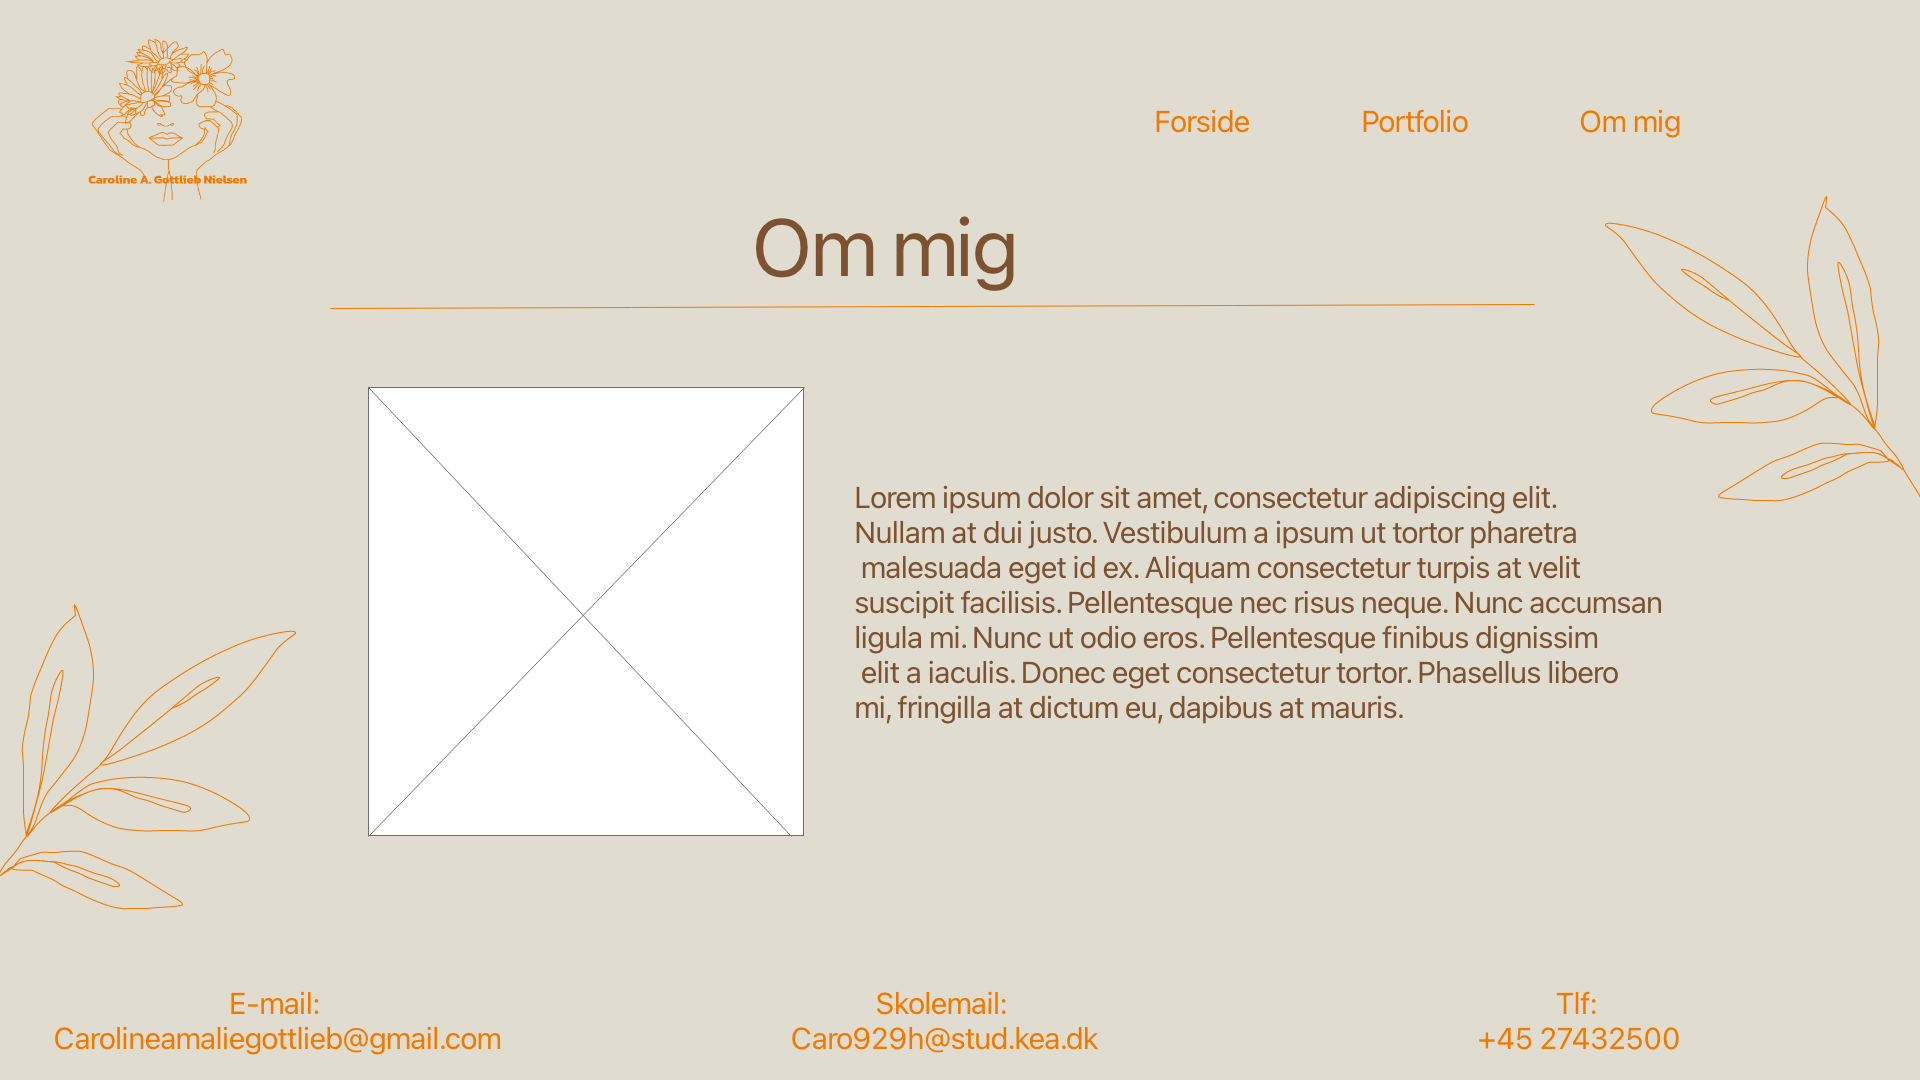 Caroline A. Gottlieb Nielsen
Forside
Portfolio
Om mig
Om mig
Lorem ipsum dolor sit amet, consectetur adipiscing elit.
Nullam at dui justo. Vestibulum a ipsum ut tortor pharetra
malesuada eget id ex. Aliquam consectetur turpis at velit
suscipit facilisis. Pellentesque nec risus neque. Nunc accumsan
ligula mi. Nunc ut odio eros. Pellentesque finibus dignissim
elit a iaculis. Donec eget consectetur tortor. Phasellus libero
mi, fringilla at dictum eu, dapibus at mauris.
E-mail:
Carolineamaliegottlieb@gmail.com
Skolemail:
Caro929h@stud.kea.dk
Tlf:
+45 27432500